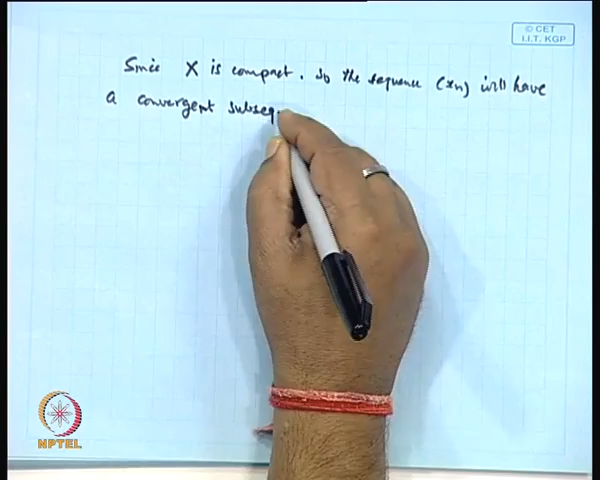 © CET
I.I.T. KGP
Since X is compact. So the sequence (xn) will have
a convergent subseq
NPTEL